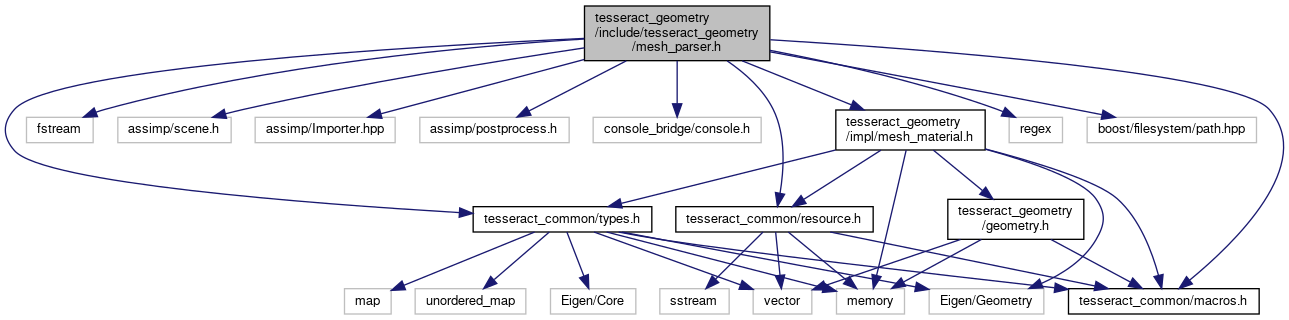 tesseract_geometry
/include/tesseract_geometry
/mesh_parser.h
fstream
assimp/scene.h
assimp/Importer.hpp
assimp/postprocess.h
console_bridge/console.h
tesseract_geometry
/impl/mesh_material.h
regex
boost/filesystem/path.hpp
tesseract_common/types.h
tesseract_common/resource.h
tesseract_geometry
/geometry.h
map
unordered_map
Eigen/Core
sstream
vector
memory
Eigen/Geometry
tesseract_common/macros.h